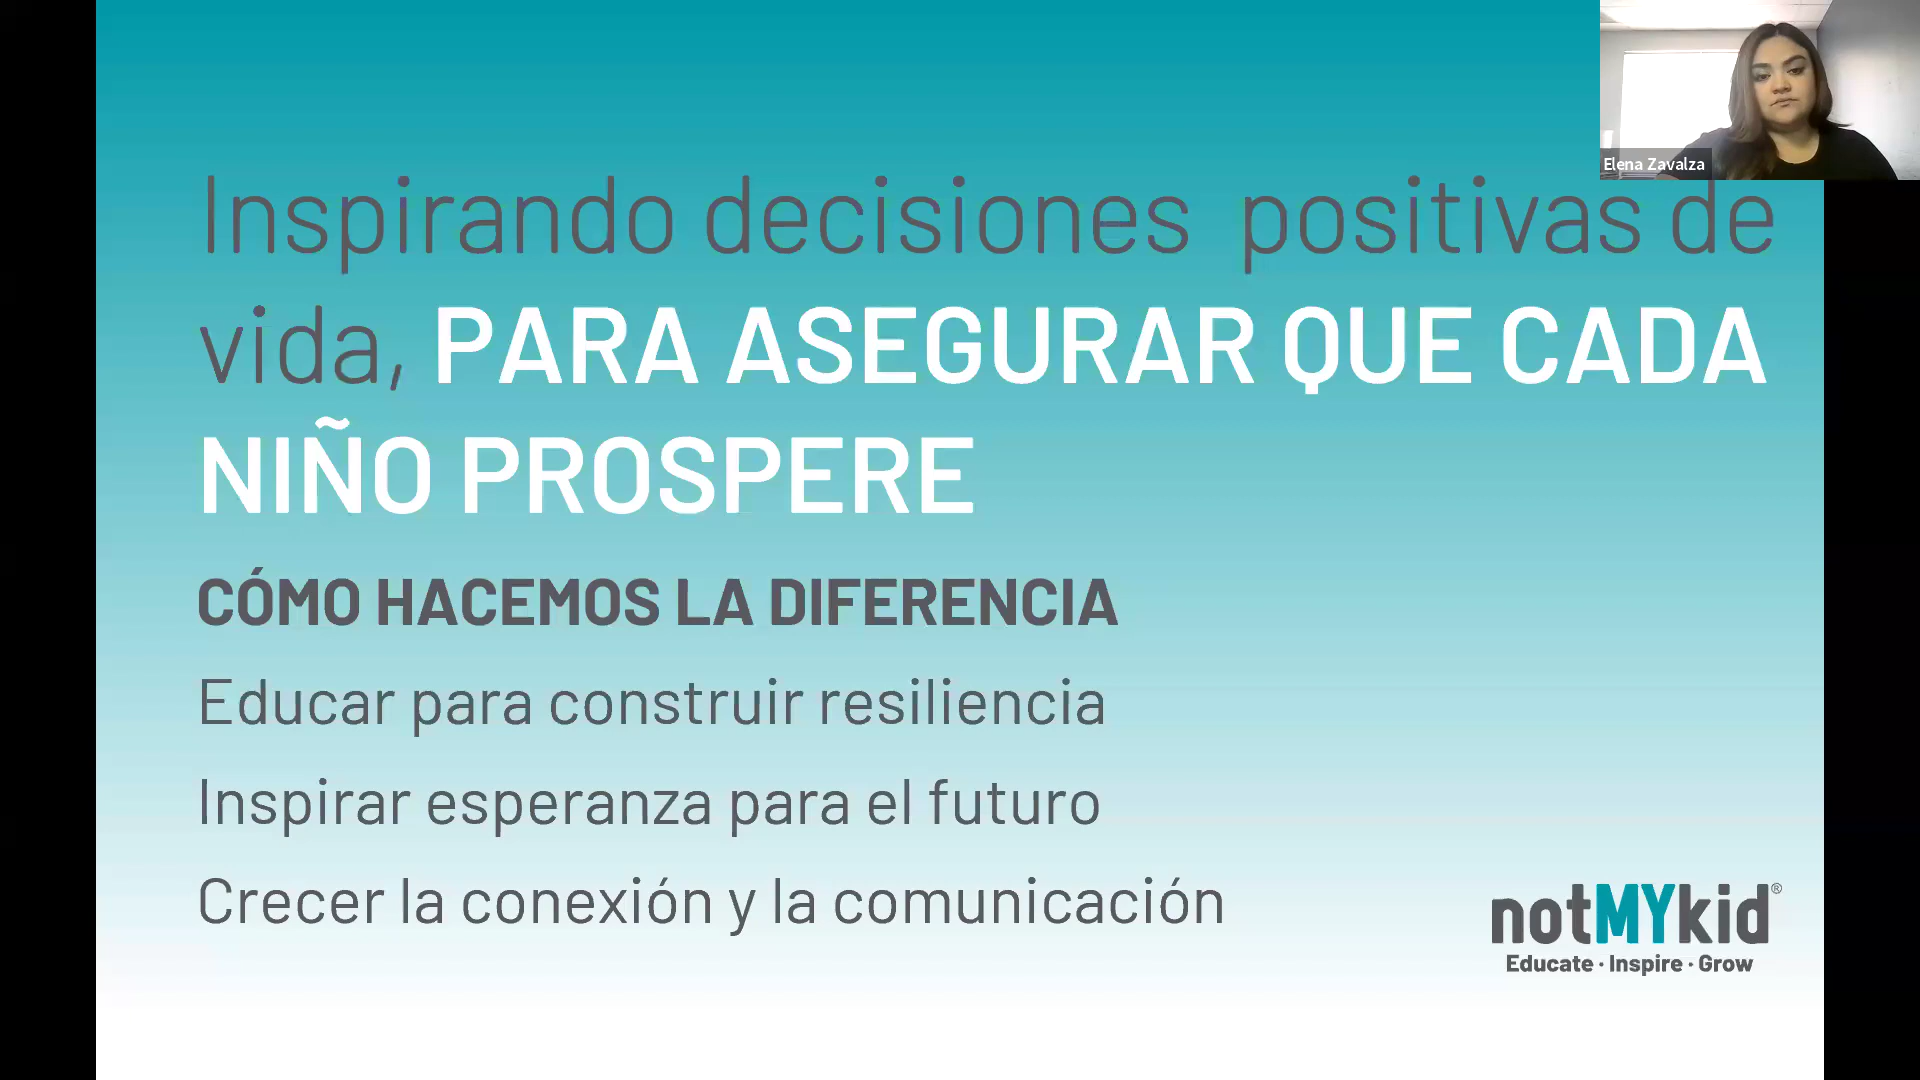 Elena Zavalza
Inspirando decisiones positivas de
vida, PARA ASEGURAR QUE CADA
NIÑO PROSPERE
CÓMO HACEMOS LA DIFERENCIA
Educar para construir resiliencia
Inspirar esperanza para el futuro
Crecer la conexión y la comunicación
notMYkid®
Educate · Inspire · Grow